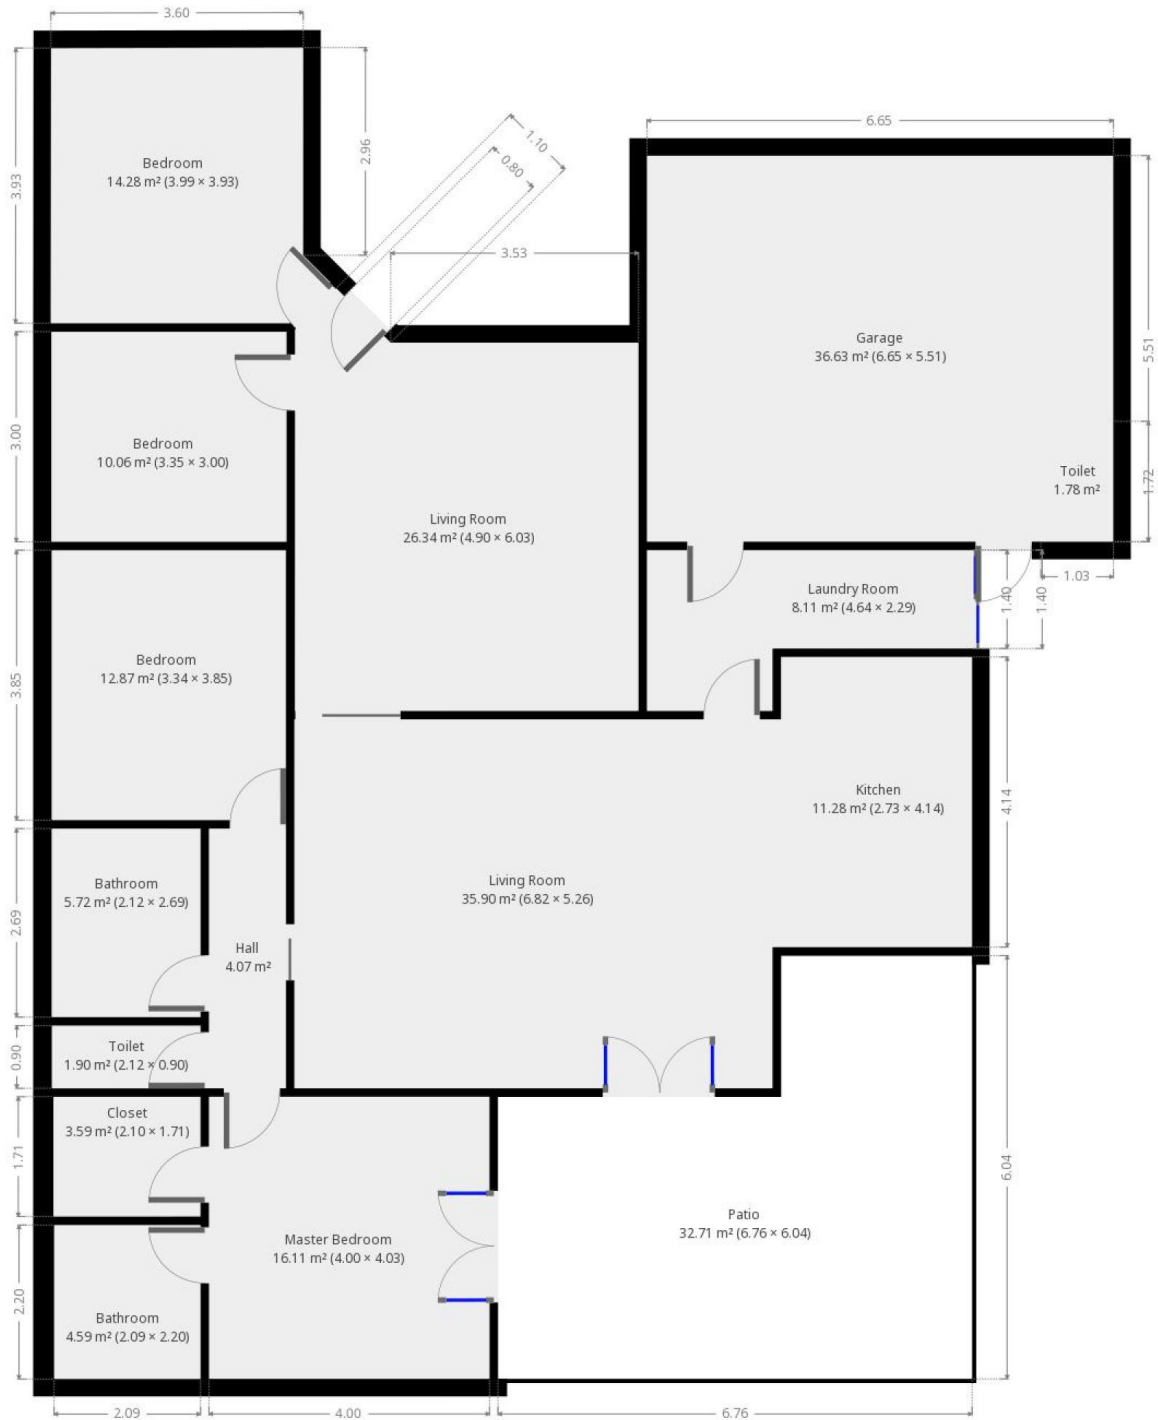 3.60
6.65
1.10
0.80
2.96
3.53
3.93
Bedroom
14.28 m² (3.99 × 3.93)
Garage
36.63 m² (6.65 × 5.51)
5.51
3.00
Bedroom
10.06 m² (3.35 × 3.00)
Toilet
1.78 m²
1.72
Living Room
26.34 m² (4.90 × 6.03)
Laundry Room
8.11 m² (4.64 × 2.29)
1.03
1.40
1.40
3.85
Bedroom
12.87 m² (3.34 × 3.85)
Kitchen
11.28 m² (2.73 × 4.14)
4.14
Living Room
35.90 m² (6.82 × 5.26)
2.69
Bathroom
5.72 m² (2.12 × 2.69)
Hall
4.07 m²
0.90
Toilet
1.90 m² (2.12 × 0.90)
1.71
Closet
3.59 m² (2.10 × 1.71)
6.04
Patio
32.71 m² (6.76 × 6.04)
Master Bedroom
16.11 m² (4.00 × 4.03)
2.20
Bathroom
4.59 m² (2.09 × 2.20)
2.09
4.00
6.76